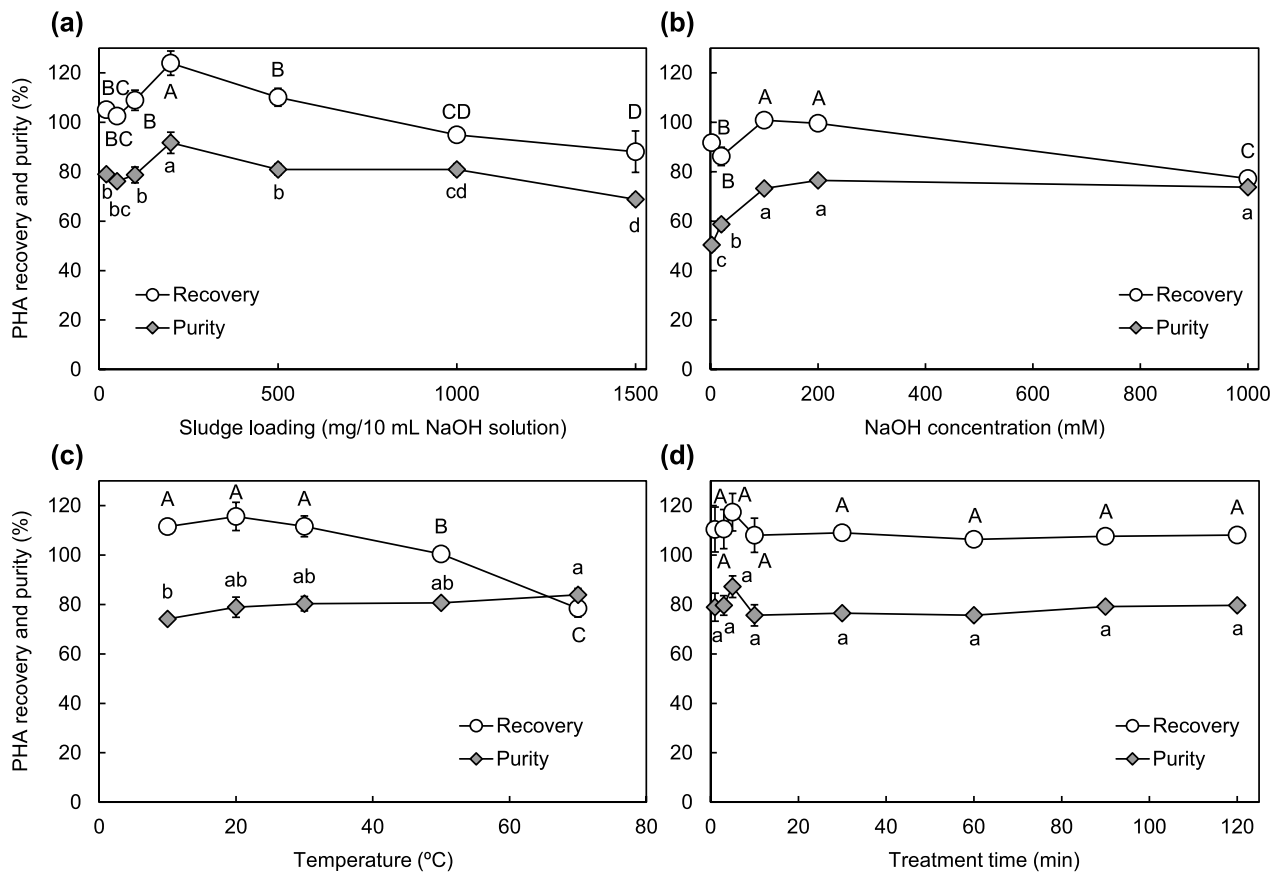 (a)
PHA recovery and purity (%)
120
100
80
60
40
20
0
BC
BC
B
A
B
CD
D
b
bc
b
a
b
cd
d
Recovery
Purity
0 500 1000 1500
Sludge loading (mg/10 mL NaOH solution)
(b)
120
100
80
60
40
20
0
B
B
A
A
C
c
b
a
a
a
Recovery
Purity
0 200 400 600 800 1000
NaOH concentration (mM)
(c)
PHA recovery and purity (%)
120
100
80
60
40
20
0
A
A
A
B
C
b
ab
ab
ab
a
Recovery
Purity
0 20 40 60 80
Temperature (ºC)
(d)
120
100
80
60
40
20
0
A
A
A
A
A
A
A
A
a
a
a
a
a
a
a
a
Recovery
Purity
0 20 40 60 80 100 120
Treatment time (min)